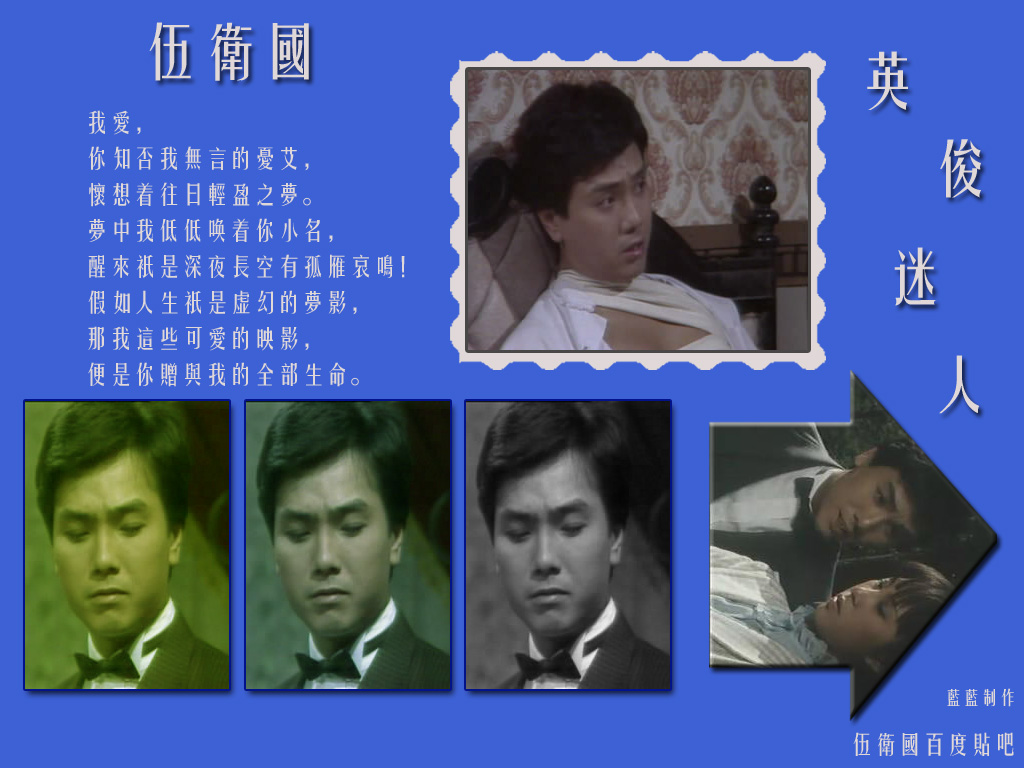 伍衛國
我愛，
你知否我無言的憂艾，
懷想着往日輕盈之夢。
夢中我低低唤着你小名，
醒來祇是深夜長空有孤雁哀鳴！
假如人生祇是虛幻的夢影，
那我這些可愛的映影，
便是你贈與我的全部生命。
英
俊
迷
人
藍藍制作
伍衛國百度貼吧